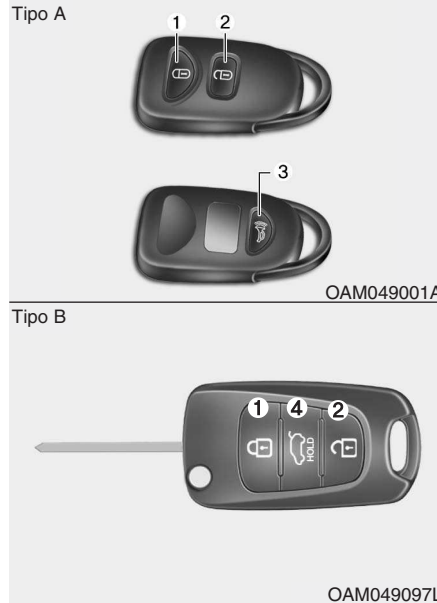 Tipo A
1 2
3
OAM049001A
Tipo B
1 4 2
HOLD
OAM049097L